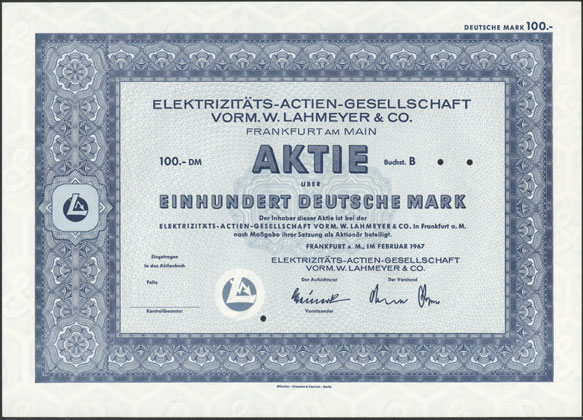 DEUTSCHE MARK 100.-
ELEKTRIZITÄTS-ACTIEN-GESELLSCHAFT
VORM. W. LAHMEYER & CO.
FRANKFURT AM MAIN
100.- DM AKTIE Buchst. B
ÜBER
EINHUNDERT DEUTSCHE MARK
Der Inhaber dieser Aktie ist bei der
ELEKTRIZITÄTS-ACTIEN-GESELLSCHAFT VORM. W. LAHMEYER & CO. in Frankfurt a. M.
nach Maßgabe ihrer Satzung als Aktionär beteiligt.
FRANKFURT a. M., IM FEBRUAR 1967
Eingetragen
in das Aktienbuch
Folio
Kontrollbeamter
ELEKTRIZITÄTS-ACTIEN-GESELLSCHAFT
VORM. W. LAHMEYER & CO.
Der Aufsichtsrat Der Vorstand
Vorsitzender